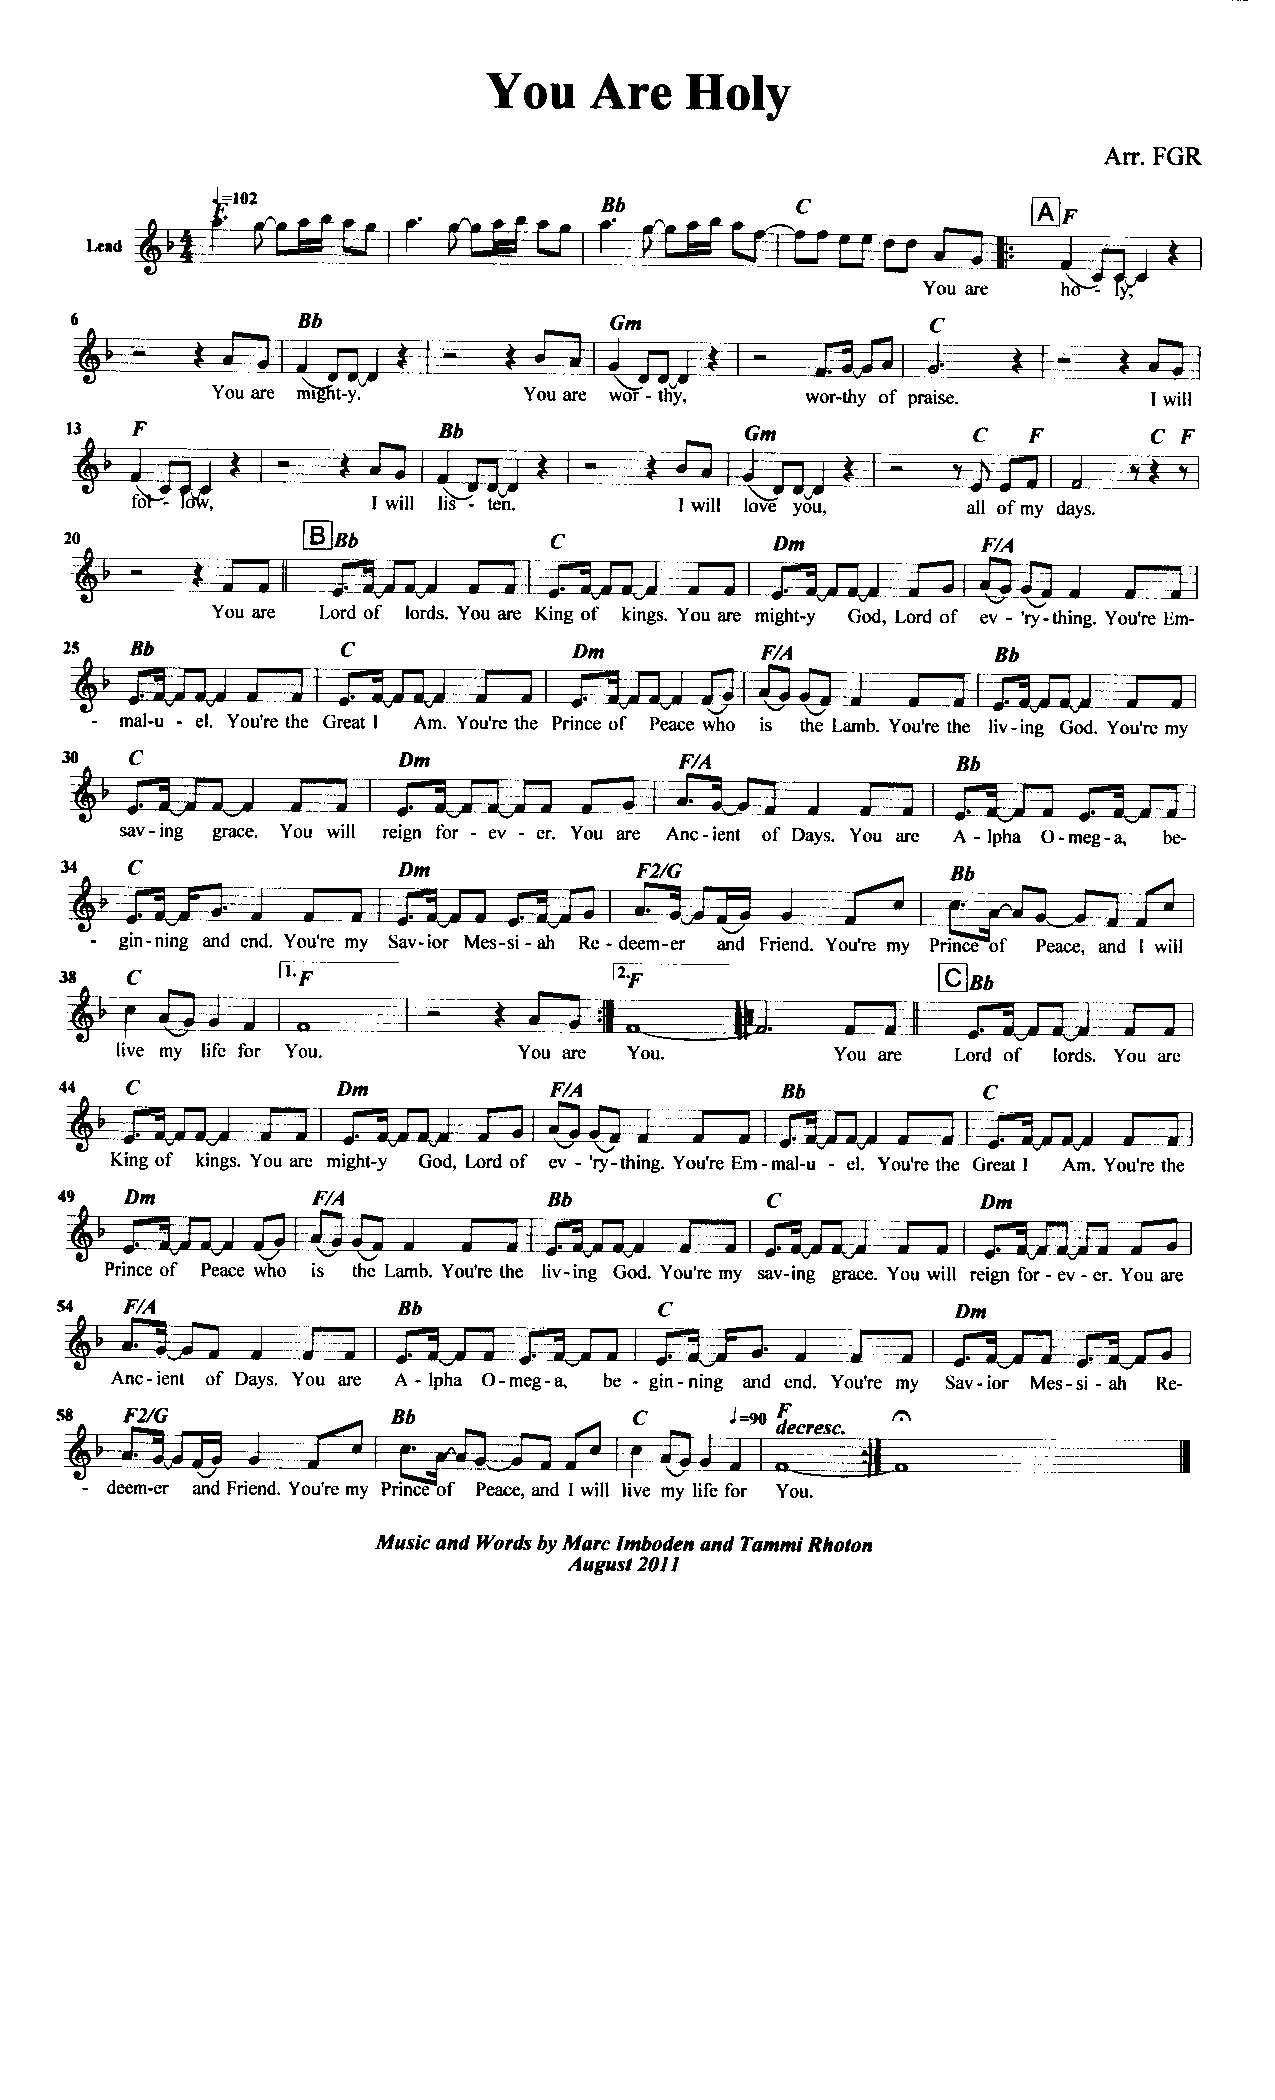 You Are Holy
Arr. FGR
♩=102
F Bb C A F
Lead
You are ho - ly,
6 Bb Gm C
You are might-y. You are wor - thy, wor-thy of praise. I will
13 F Bb Gm C F C F
fol - low, I will lis - ten. I will love you, all of my days.
20 B Bb C Dm F/A
You are Lord of lords. You are King of kings. You are might-y God, Lord of ev - 'ry-thing. You're Em-
25 Bb C Dm F/A Bb
- mal-u - el. You're the Great I Am. You're the Prince of Peace who is the Lamb. You're the liv-ing God. You're my
30 C Dm F/A Bb
sav-ing grace. You will reign for - ev - er. You are Anc-ient of Days. You are A - lpha O-meg-a, be-
34 C Dm F2/G Bb
- gin-ning and end. You're my Sav-ior Mes-si-ah Re-deem-er and Friend. You're my Prince of Peace, and I will
38 C 1. F 2. F C Bb
live my life for You. You are You. You are Lord of lords. You are
44 C Dm F/A Bb C
King of kings. You are might-y God, Lord of ev - 'ry-thing. You're Em-mal-u - el. You're the Great I Am. You're the
49 Dm F/A Bb C Dm
Prince of Peace who is the Lamb. You're the liv-ing God. You're my sav-ing grace. You will reign for-ev-er. You are
54 F/A Bb C Dm
Anc-ient of Days. You are A - lpha O-meg-a, be - gin-ning and end. You're my Sav-ior Mes-si-ah Re-
58 F2/G Bb C ♩=90 F
decresc.
- deem-er and Friend. You're my Prince of Peace, and I will live my life for You.
Music and Words by Marc Imboden and Tammi Rhoton
August 2011